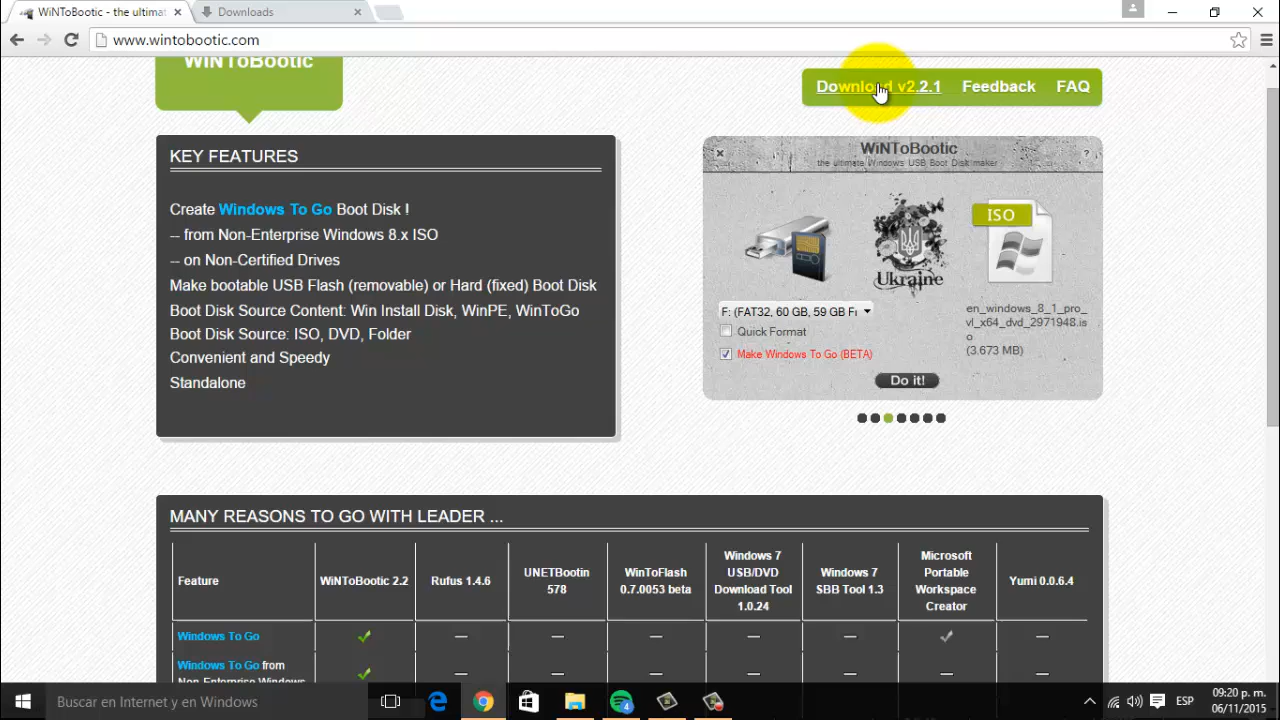 WiNToBootic - the ultimat
Downloads
www.wintobootic.com
WiNToBootic
Download v2.2.1 Feedback FAQ
KEY FEATURES
Create Windows To Go Boot Disk !
-- from Non-Enterprise Windows 8.x ISO
-- on Non-Certified Drives
Make bootable USB Flash (removable) or Hard (fixed) Boot Disk
Boot Disk Source Content: Win Install Disk, WinPE, WinToGo
Boot Disk Source: ISO, DVD, Folder
Convenient and Speedy
Standalone
WiNToBootic
?
the ultimate Windows USB Boot Disk maker
ISO
Ukraine
F: (FAT32, 60 GB, 59 GB Fr
Quick Format
Make Windows To Go (BETA)
en_windows_8_1_pro_
vl_x64_dvd_2971948.is
o
(3.673 MB)
Do it!
MANY REASONS TO GO WITH LEADER ...
Feature
WiNToBootic 2.2
Rufus 1.4.6
UNETBootin
578
WinToFlash
0.7.0053 beta
Windows 7
USB/DVD
Download Tool
1.0.24
Windows 7
SBB Tool 1.3
Microsoft
Portable
Workspace
Creator
Yumi 0.0.6.4
Windows To Go
Windows To Go from
Non-Enterprise Windows
Buscar en Internet y en Windows
4
ESP
09:20 p. m.
06/11/2015